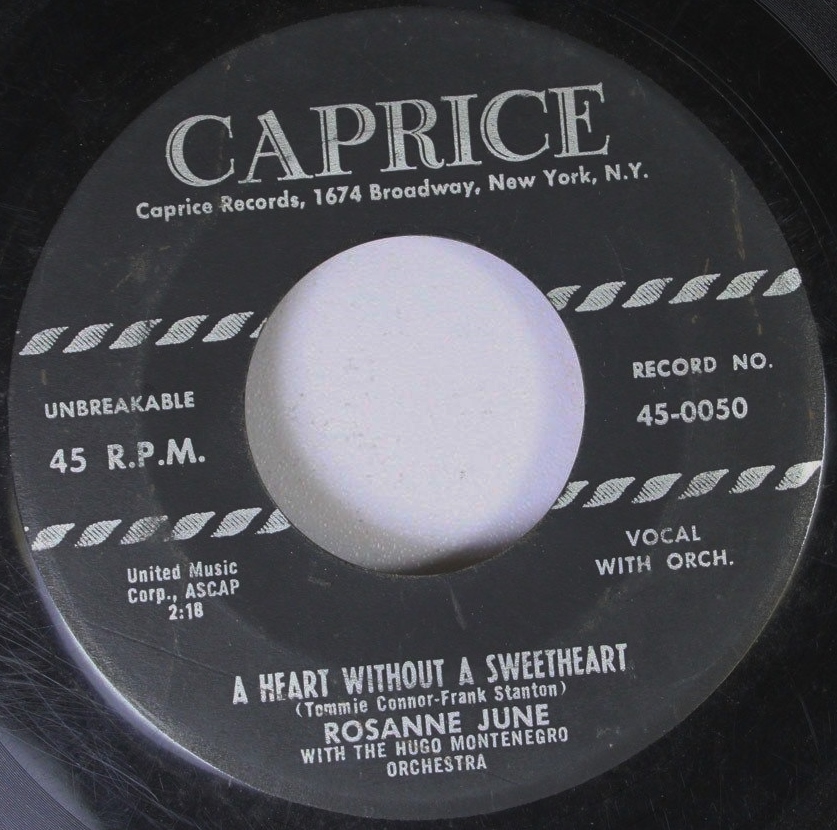 CAPRICE
Caprice Records, 1674 Broadway, New York, N.Y.
UNBREAKABLE
45 R.P.M.
RECORD NO.
45-0050
United Music
Corp., ASCAP
2:18
VOCAL
WITH ORCH.
A HEART WITHOUT A SWEETHEART
(Tommie Connor-Frank Stanton)
ROSANNE JUNE
WITH THE HUGO MONTENEGRO
ORCHESTRA